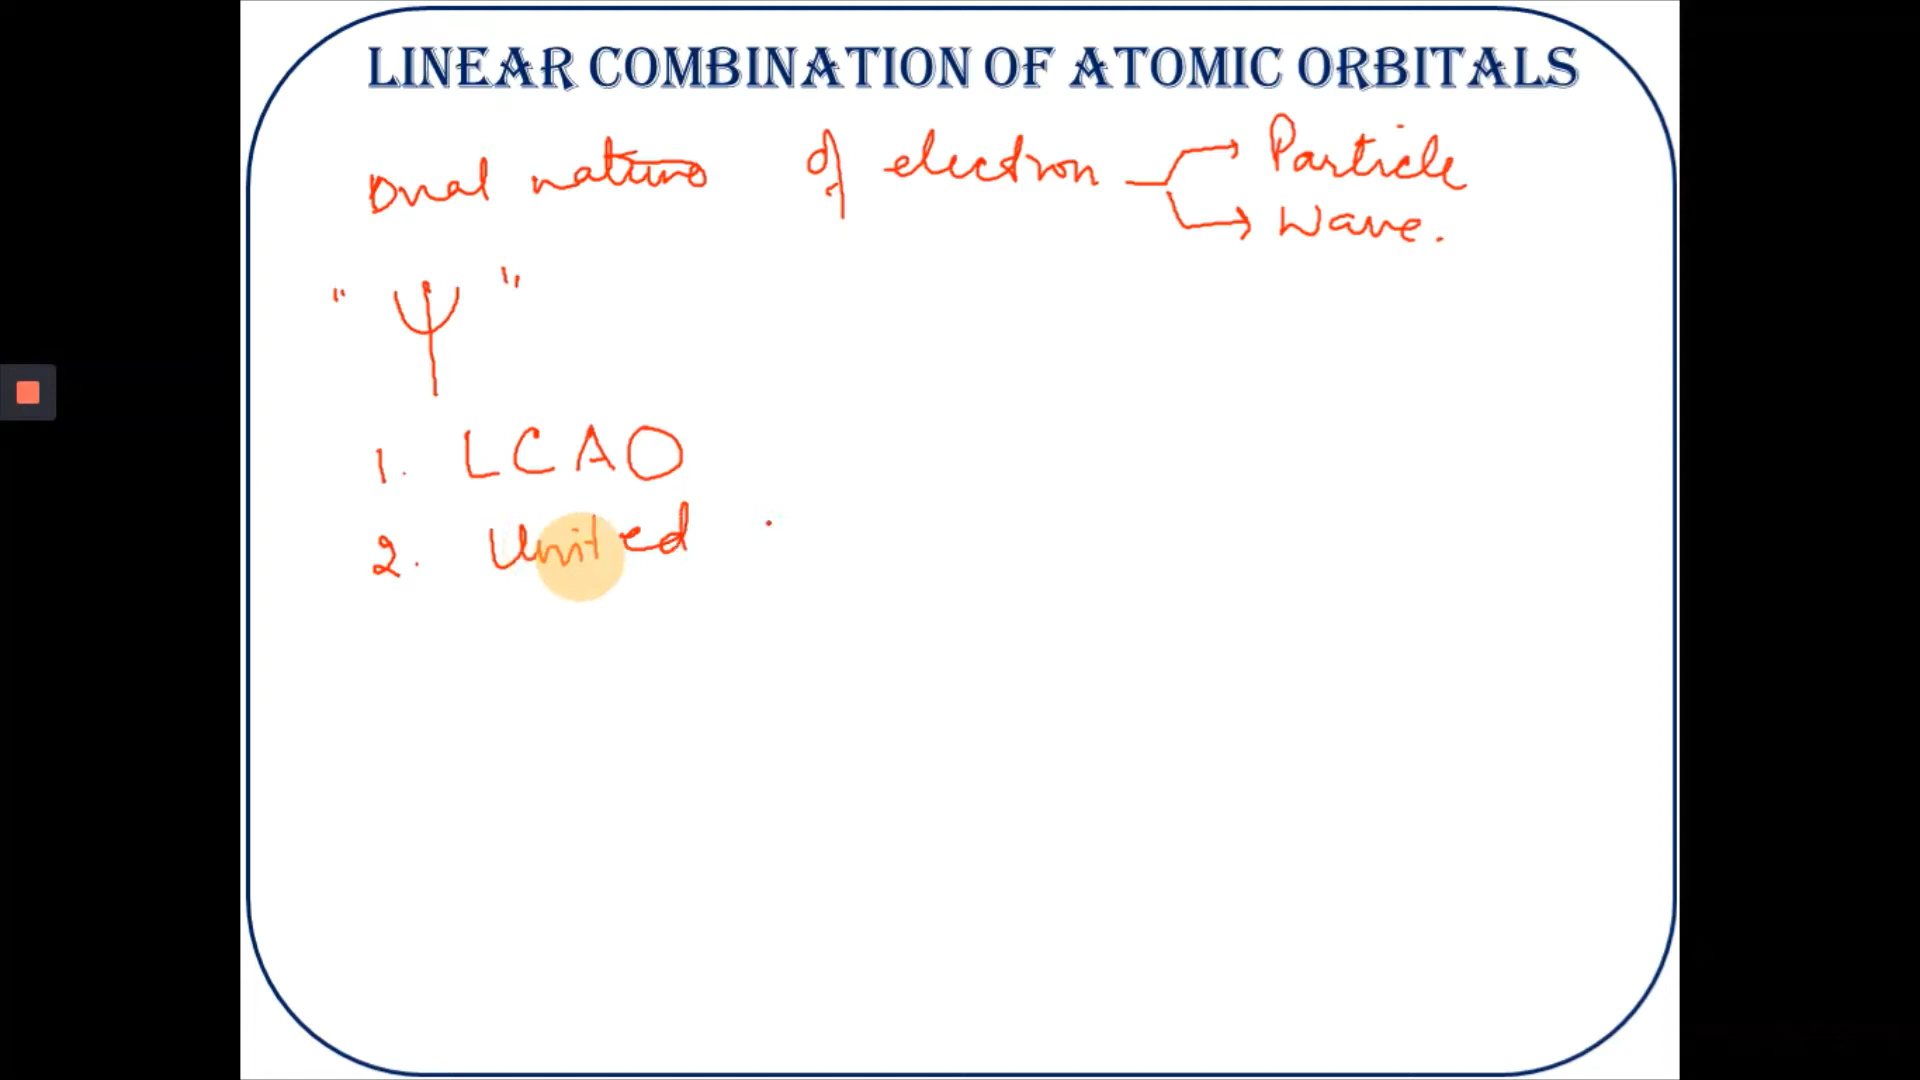 LINEAR COMBINATION OF ATOMIC ORBITALS
Dual nature of electron → Particle
→ Wave.
" Ψ "
1. LCAO
2. United